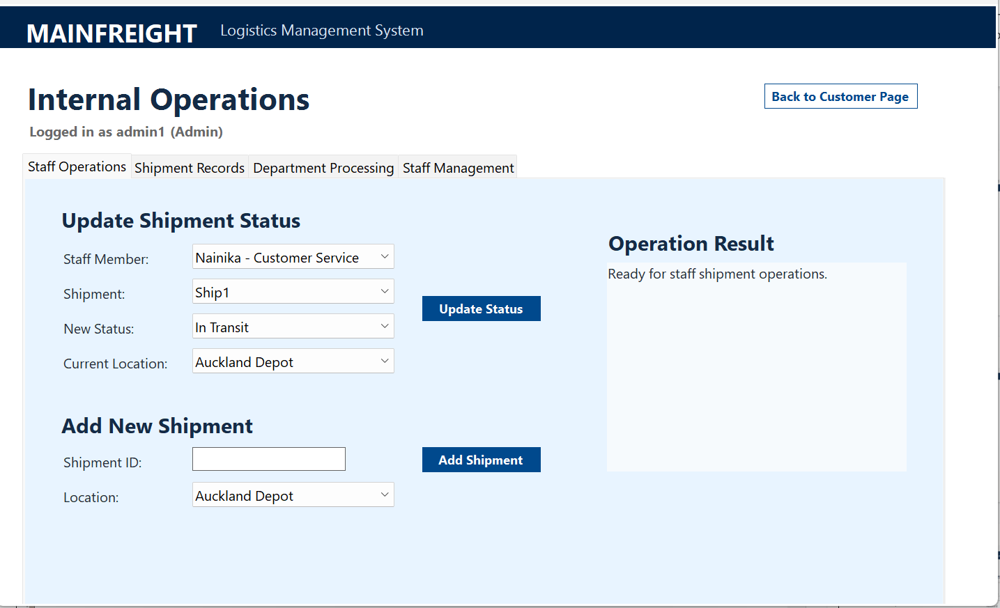 MAINFREIGHT Logistics Management System
Internal Operations
Back to Customer Page
Logged in as admin1 (Admin)
Staff Operations Shipment Records Department Processing Staff Management
Update Shipment Status
Staff Member: Nainika - Customer Service
Shipment: Ship1
New Status: In Transit
Current Location: Auckland Depot
Update Status
Add New Shipment
Shipment ID:
Add Shipment
Location: Auckland Depot
Operation Result
Ready for staff shipment operations.